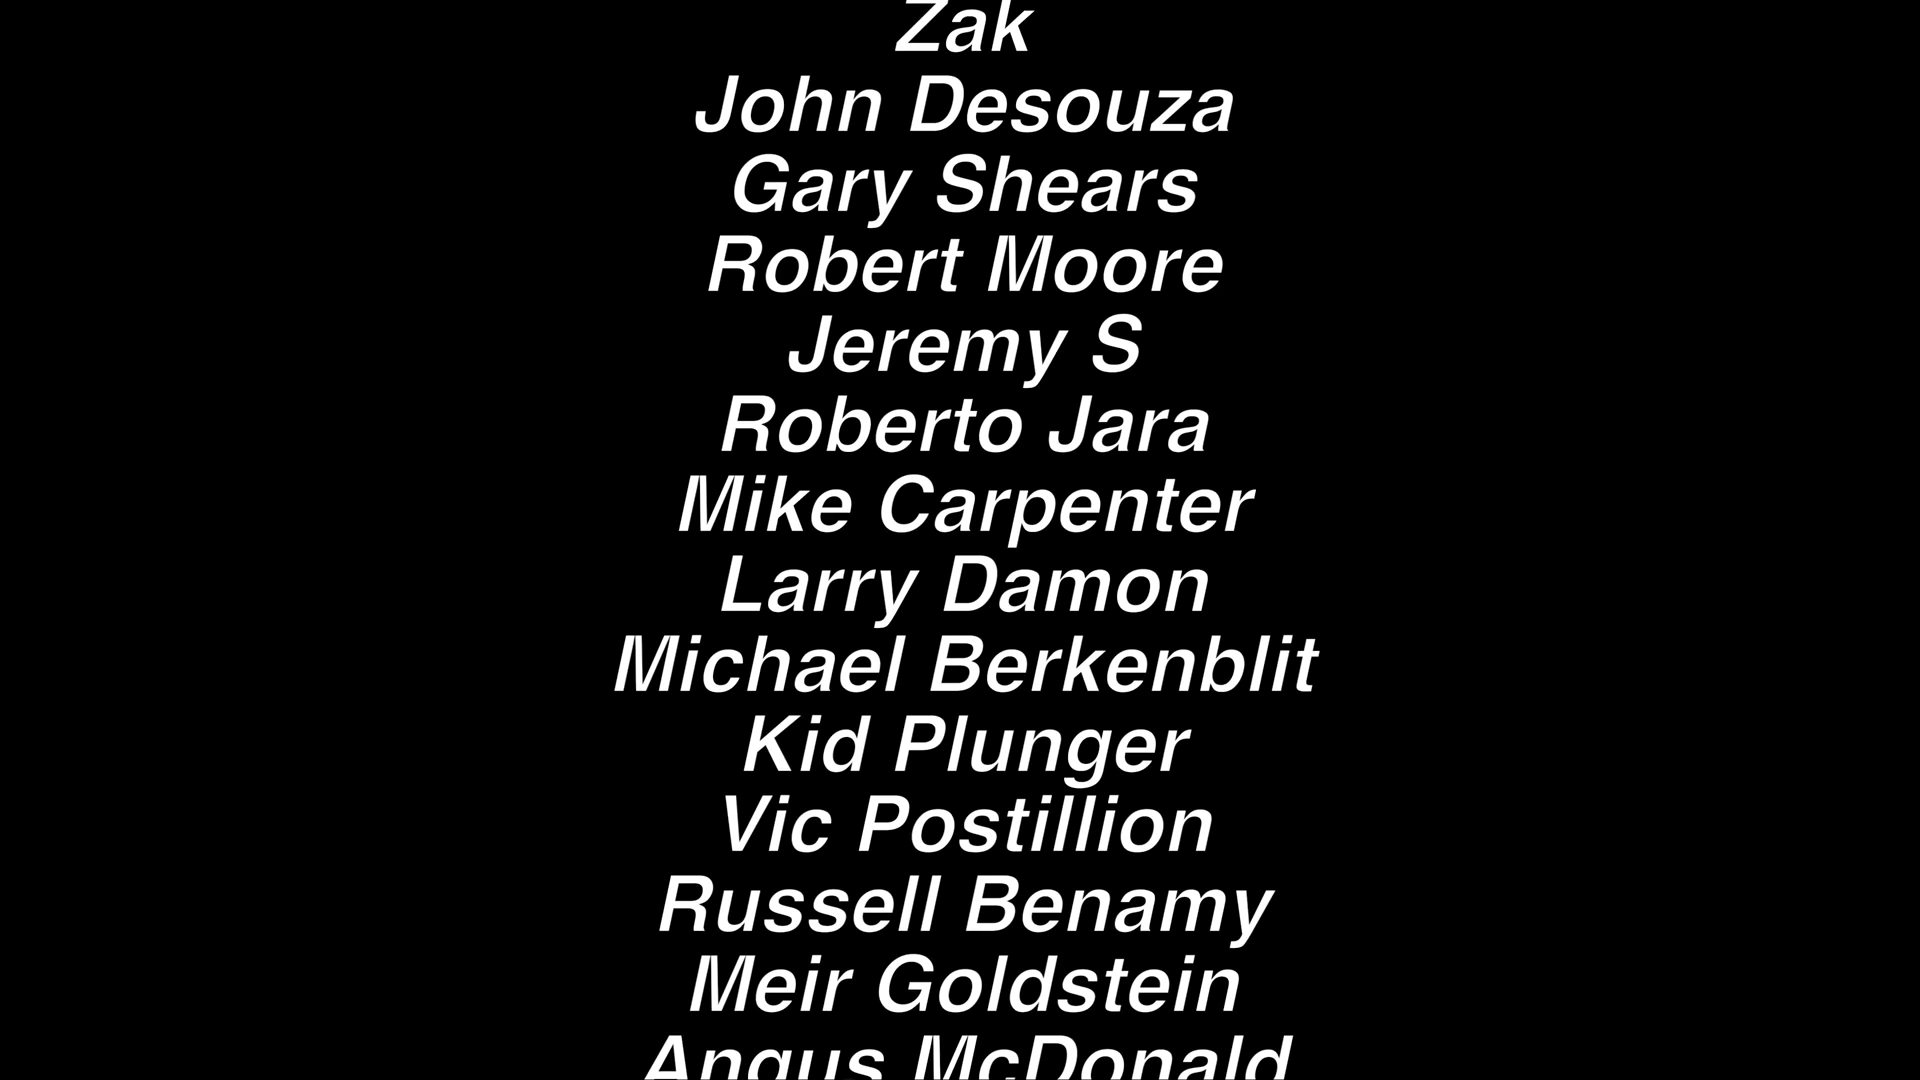 Zak
John Desouza
Gary Shears
Robert Moore
Jeremy S
Roberto Jara
Mike Carpenter
Larry Damon
Michael Berkenblit
Kid Plunger
Vic Postillion
Russell Benamy
Meir Goldstein
Angus McDonald